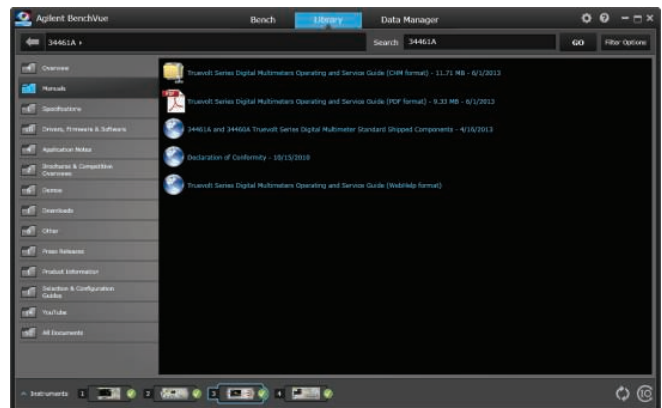 Agilent BenchVue
Bench Library Data Manager
34461A Search 34461A GO Filter Options
Overview
Manuals
Specifications
Drivers, Firmware & Software
Application Notes
Brochures & Competitive
Overviews
Demos
Downloads
Other
Press Releases
Product Information
Selection & Configuration
Guides
YouTube
All Documents
Truevolt Series Digital Multimeters Operating and Service Guide (CHM format) - 11.71 MB - 6/1/2013
PDF
Truevolt Series Digital Multimeters Operating and Service Guide (PDF format) - 9.33 MB - 6/1/2013
34461A and 34460A Truevolt Series Digital Multimeter Standard Shipped Components - 4/16/2013
Declaration of Conformity - 10/15/2010
Truevolt Series Digital Multimeters Operating and Service Guide (WebHelp format)
Instruments 1 2 3 4
IO